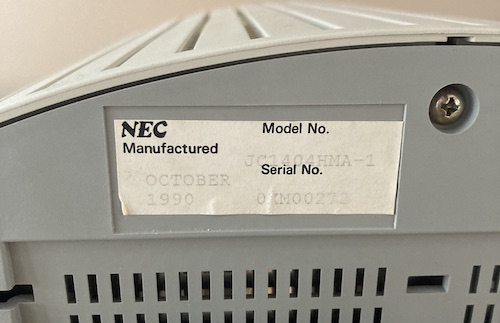 NEC Model No.
Manufactured JC1404HMA-1
OCTOBER Serial No.
1990 0XM00272